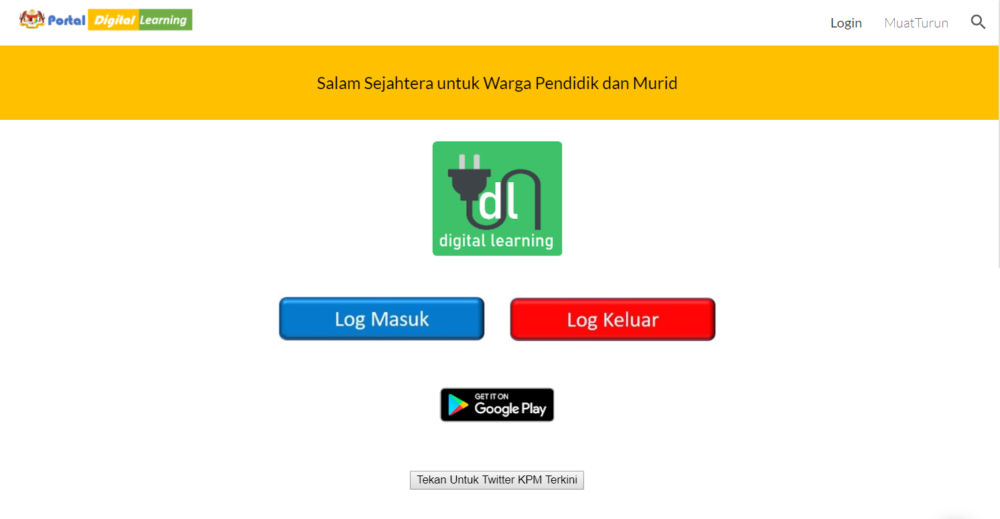 Portal Digital Learning
Login MuatTurun
Salam Sejahtera untuk Warga Pendidik dan Murid
dl
digital learning
Log Masuk Log Keluar
GET IT ON
Google Play
Tekan Untuk Twitter KPM Terkini